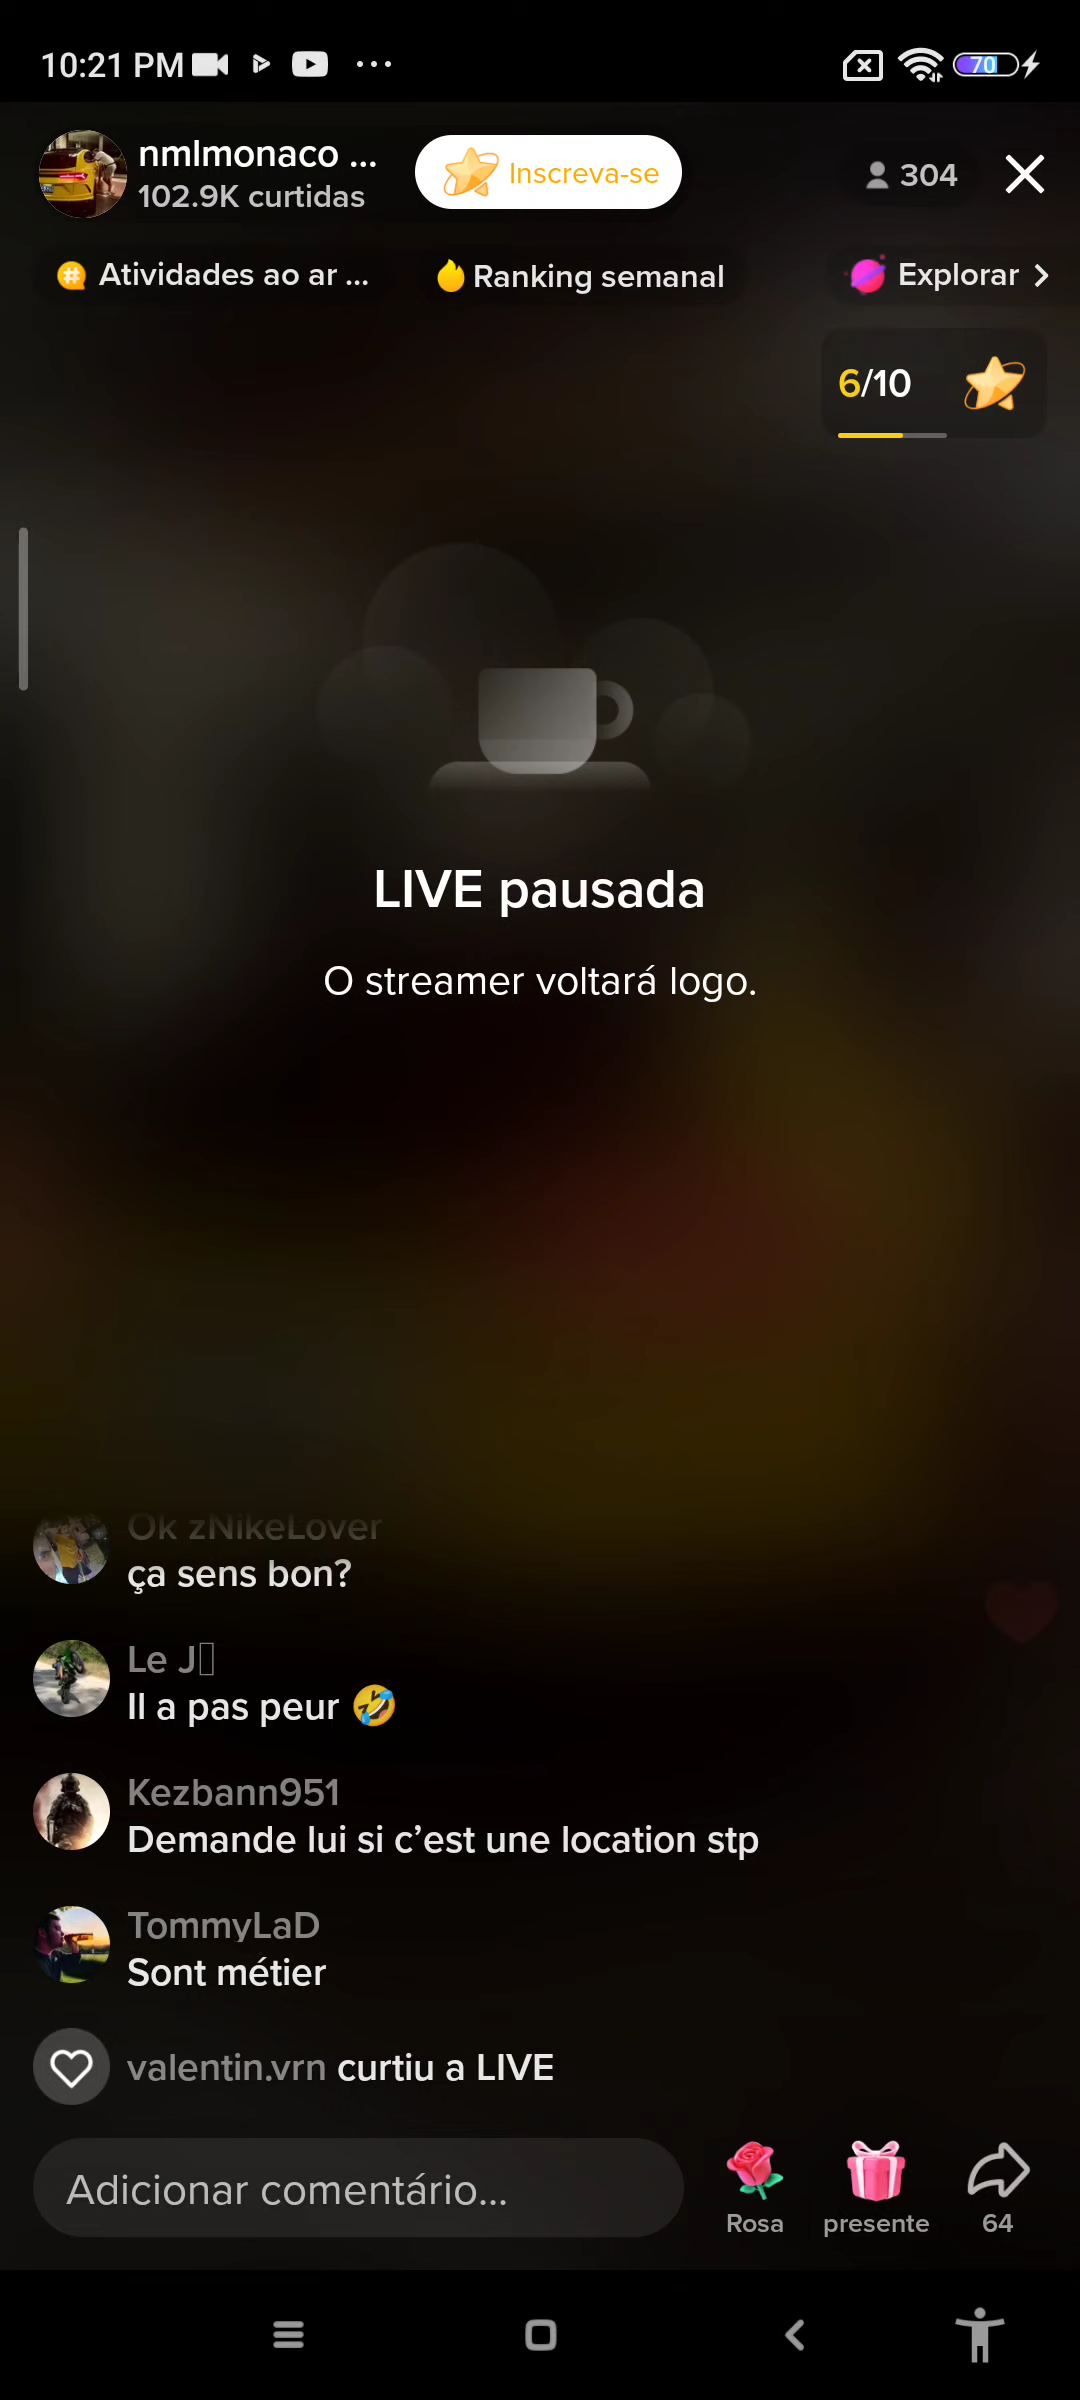 10:21 PM
70
nmlmonaco ...
102.9K curtidas
Inscreva-se
304
Atividades ao ar ...
Ranking semanal
Explorar
6/10
LIVE pausada
O streamer voltará logo.
Ok zNikeLover
ça sens bon?
Le J
Il a pas peur 🤣
Kezbann951
Demande lui si c’est une location stp
TommyLaD
Sont métier
valentin.vrn curtiu a LIVE
Adicionar comentário...
Rosa
presente
64